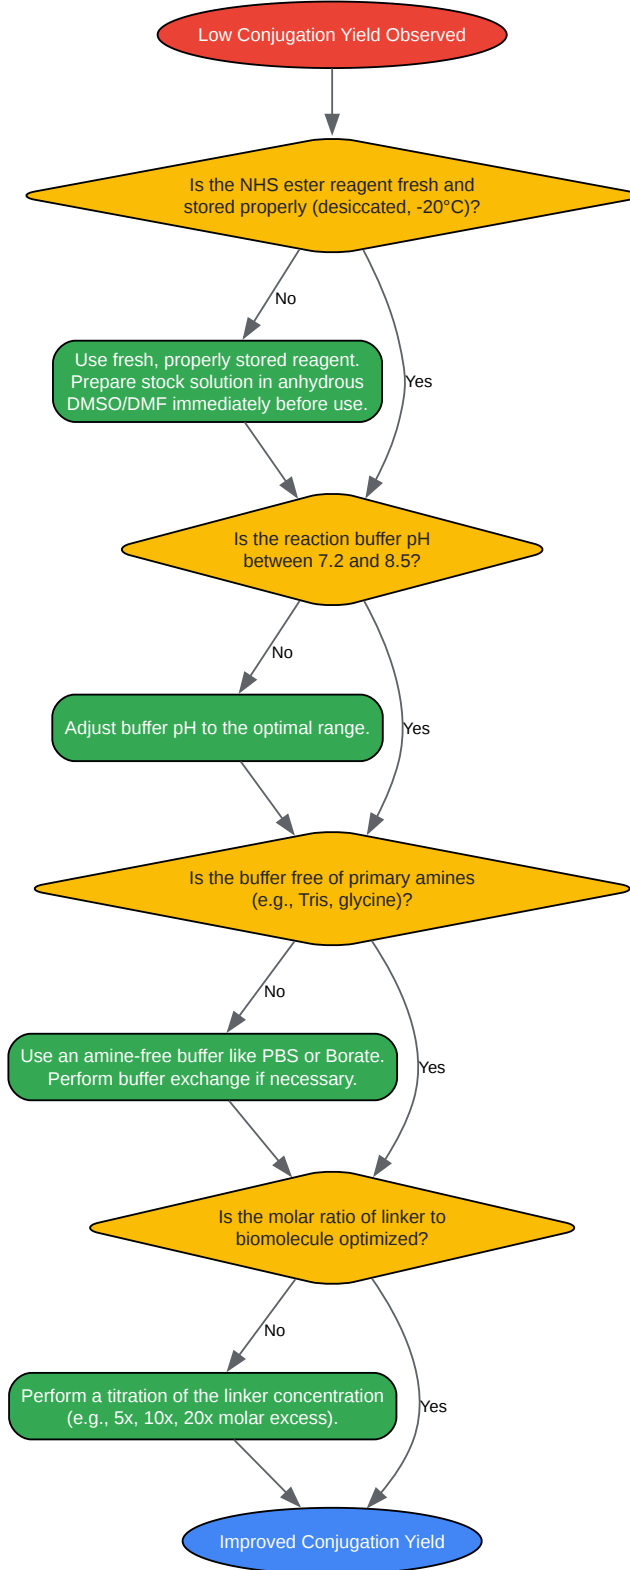 Low Conjugation Yield Observed
Is the NHS ester reagent fresh and
stored properly (desiccated, -20°C)?
No
Use fresh, properly stored reagent.
Prepare stock solution in anhydrous
DMSO/DMF immediately before use.
Yes
Is the reaction buffer pH
between 7.2 and 8.5?
No
Adjust buffer pH to the optimal range.
Yes
Is the buffer free of primary amines
(e.g., Tris, glycine)?
No
Use an amine-free buffer like PBS or Borate.
Perform buffer exchange if necessary.
Yes
Is the molar ratio of linker to
biomolecule optimized?
No
Perform a titration of the linker concentration
(e.g., 5x, 10x, 20x molar excess).
Yes
Improved Conjugation Yield